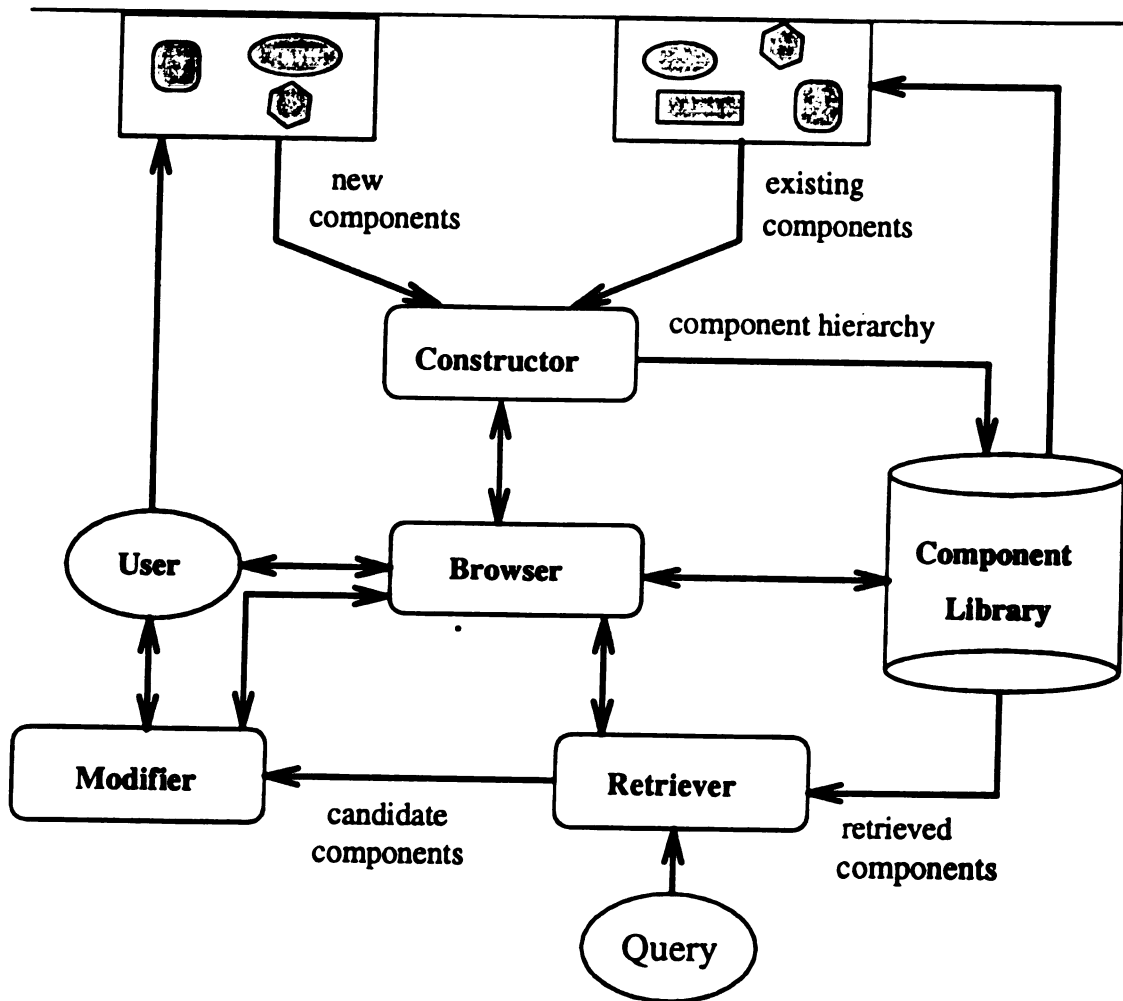 new
components
existing
components
component hierarchy
Constructor
User
Browser
Component
Library
Modifier
Retriever
candidate
components
retrieved
components
Query